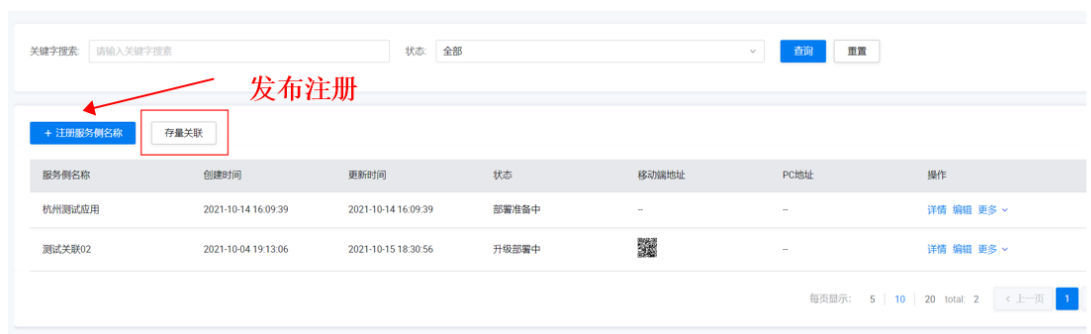 关键字搜索: 请输入关键字搜索 状态: 全部 查询 重置
发布注册
+ 注册服务侧名称 存量关联
服务侧名称 创建时间 更新时间 状态 移动端地址 PC地址 操作
杭州测试应用 2021-10-14 16:09:39 2021-10-14 16:09:39 部署准备中 -- -- 详情 编辑 更多
测试关联02 2021-10-04 19:13:06 2021-10-15 18:30:56 升级部署中 -- 详情 编辑 更多
每页显示: 5 10 20 total: 2 < 上一页 1